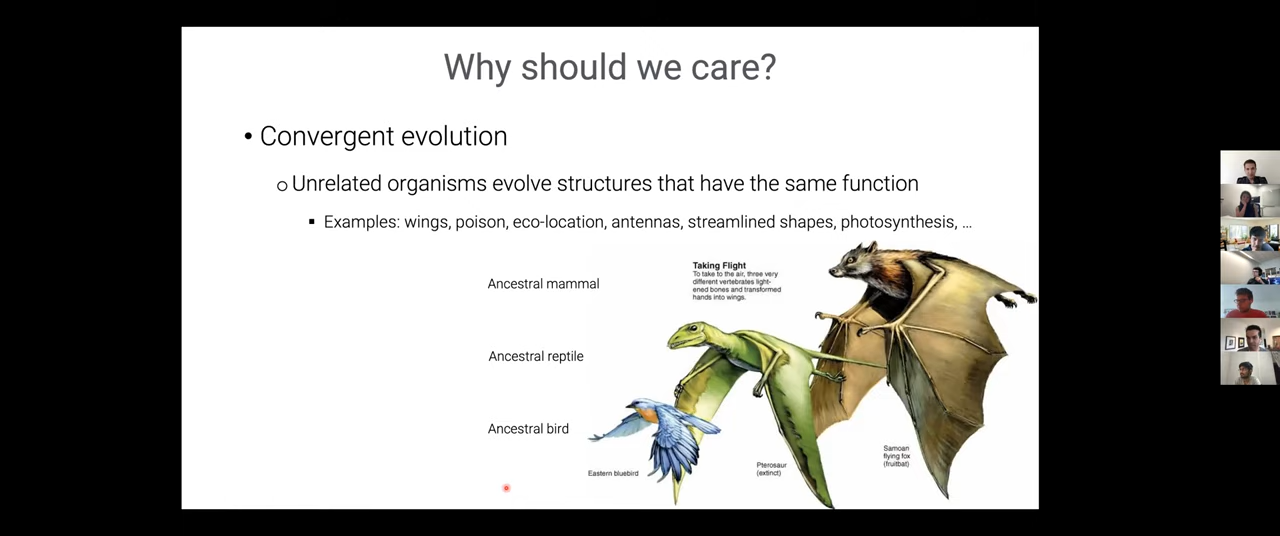 Why should we care?
• Convergent evolution
o Unrelated organisms evolve structures that have the same function
▪ Examples: wings, poison, eco-location, antennas, streamlined shapes, photosynthesis, ...
Ancestral mammal
Taking Flight
To take to the air, three very
different vertebrates light-
ened bones and transformed
hands into wings.
Ancestral reptile
Ancestral bird
Eastern bluebird
Pterosaur
(extinct)
Samoan
flying fox
(fruitbat)